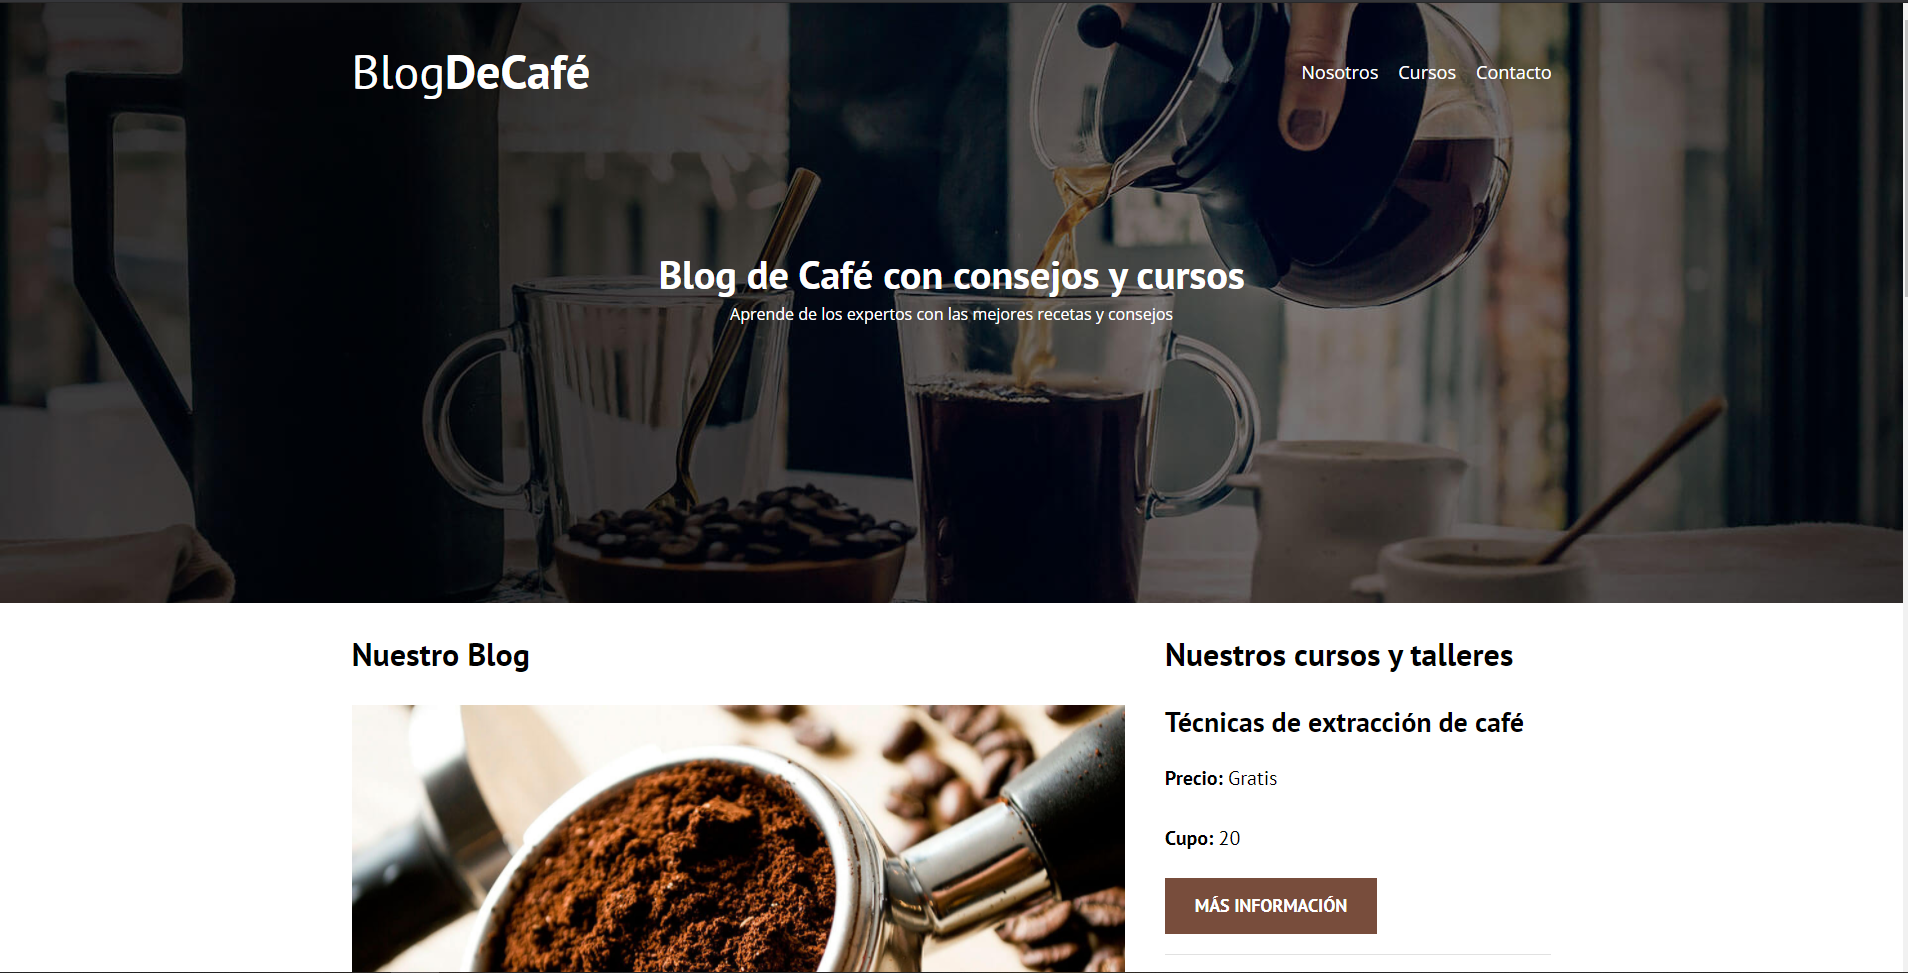 BlogDeCafé
Nosotros Cursos Contacto
Blog de Café con consejos y cursos
Aprende de los expertos con las mejores recetas y consejos
Nuestro Blog
Nuestros cursos y talleres
Técnicas de extracción de café
Precio: Gratis
Cupo: 20
MÁS INFORMACIÓN